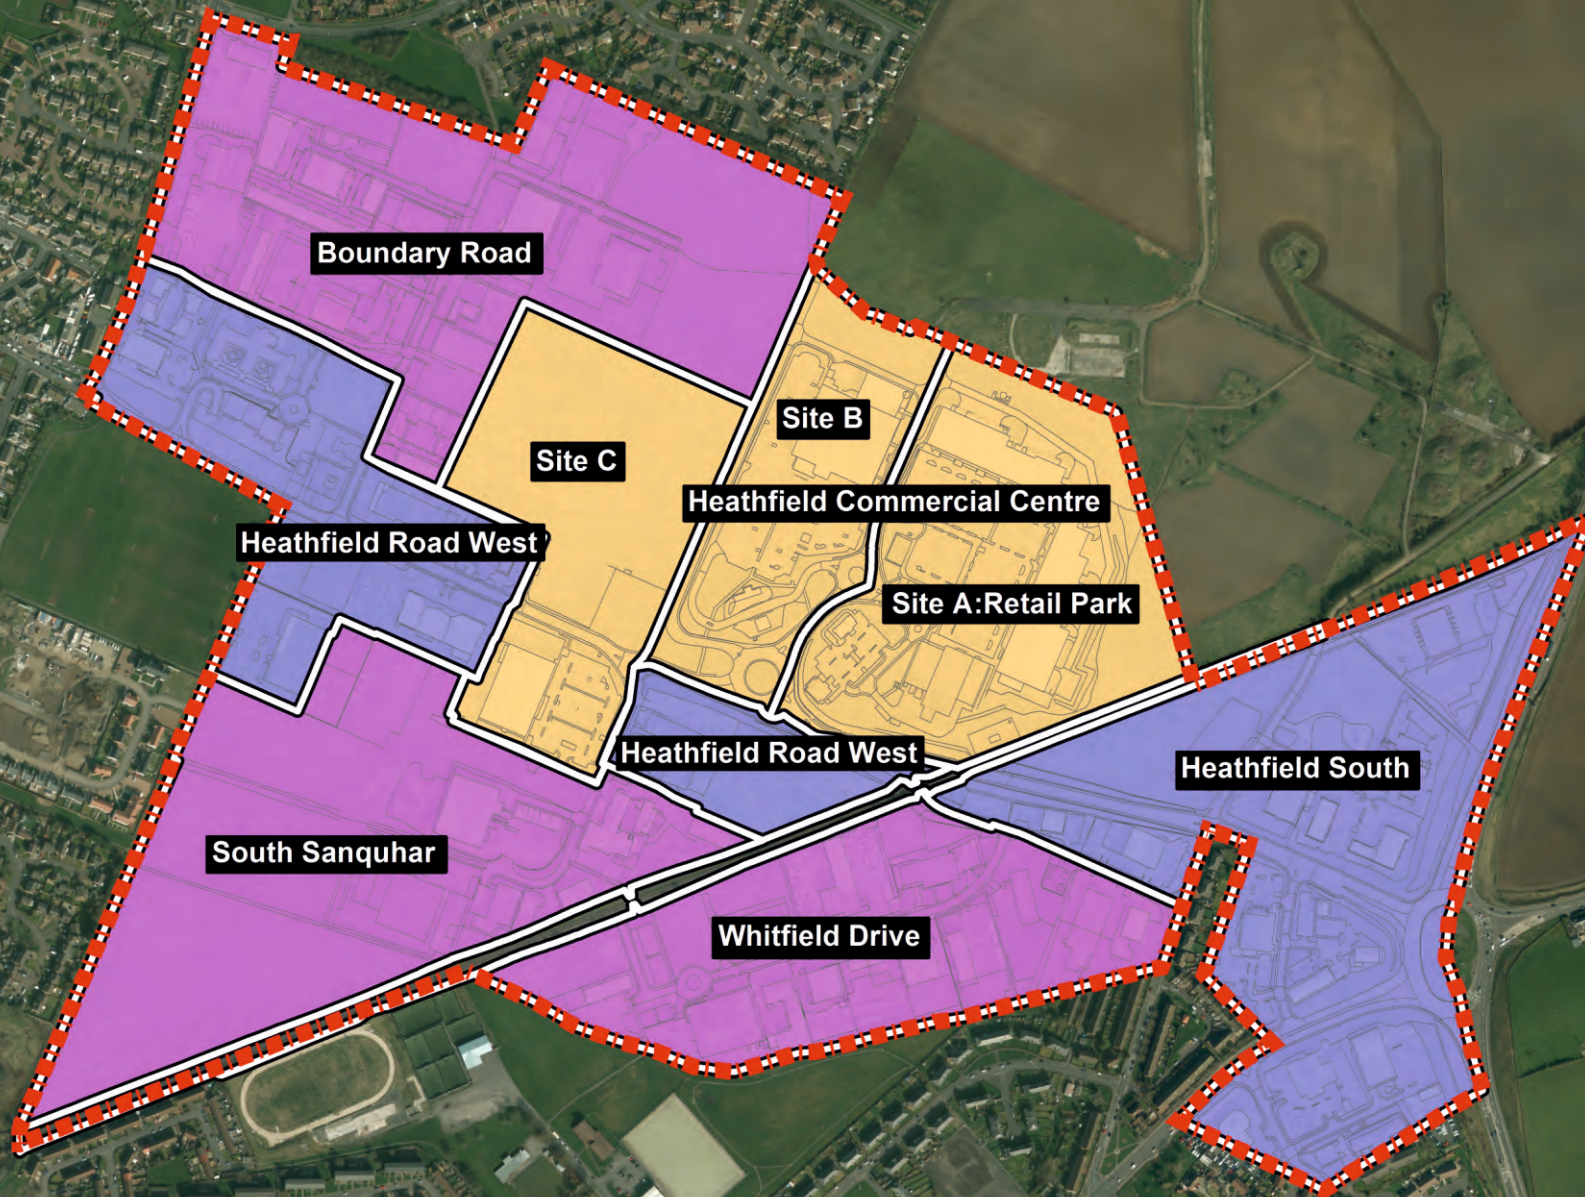 Boundary Road
Site B
Site C
Heathfield Commercial Centre
Heathfield Road West
Site A:Retail Park
Heathfield Road West
Heathfield South
South Sanquhar
Whitfield Drive